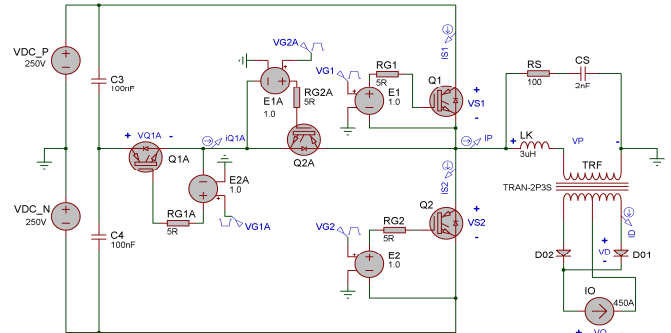 VDC_P
250V
C3
100nF
VG2A
E1A
1.0
RG2A
5R
Q2A
VG1
RG1
5R
E1
1.0
IS1
Q1
+
VS1
-
+ VQ1A -
Q1A
iQ1A
E2A
1.0
RG1A
5R
VG1A
IP
RS
100
CS
2nF
+ LK
3uH
VP -
TRF
TRAN-2P3S
VDC_N
250V
C4
100nF
VG2
RG2
5R
E2
1.0
IS2
Q2
+
VS2
-
ID
D02
+
VD
-
D01
IO
450A
+ VO -